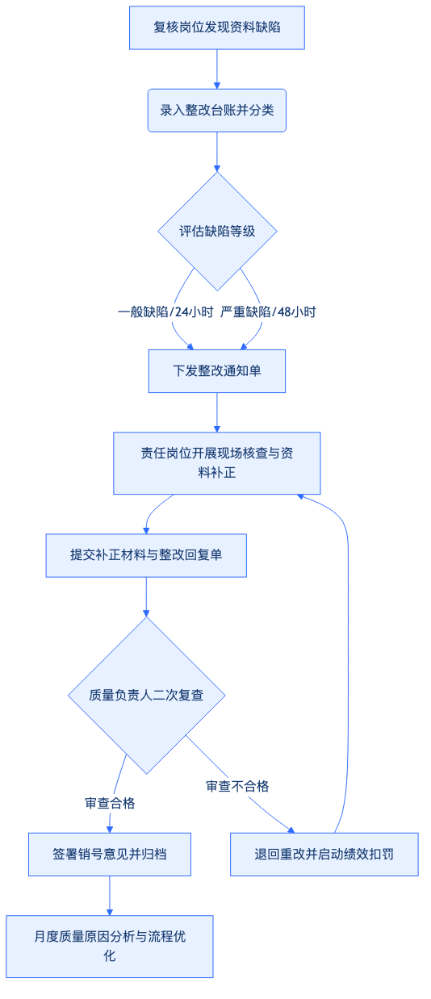 复核岗位发现资料缺陷
录入整改台账并分类
评估缺陷等级
一般缺陷/24小时
严重缺陷/48小时
下发整改通知单
责任岗位开展现场核查与资
料补正
提交补正材料与整改回复单
质量负责人二次复查
审查合格
审查不合格
签署销号意见并归档
退回重改并启动绩效扣罚
月度质量原因分析与流程优
化